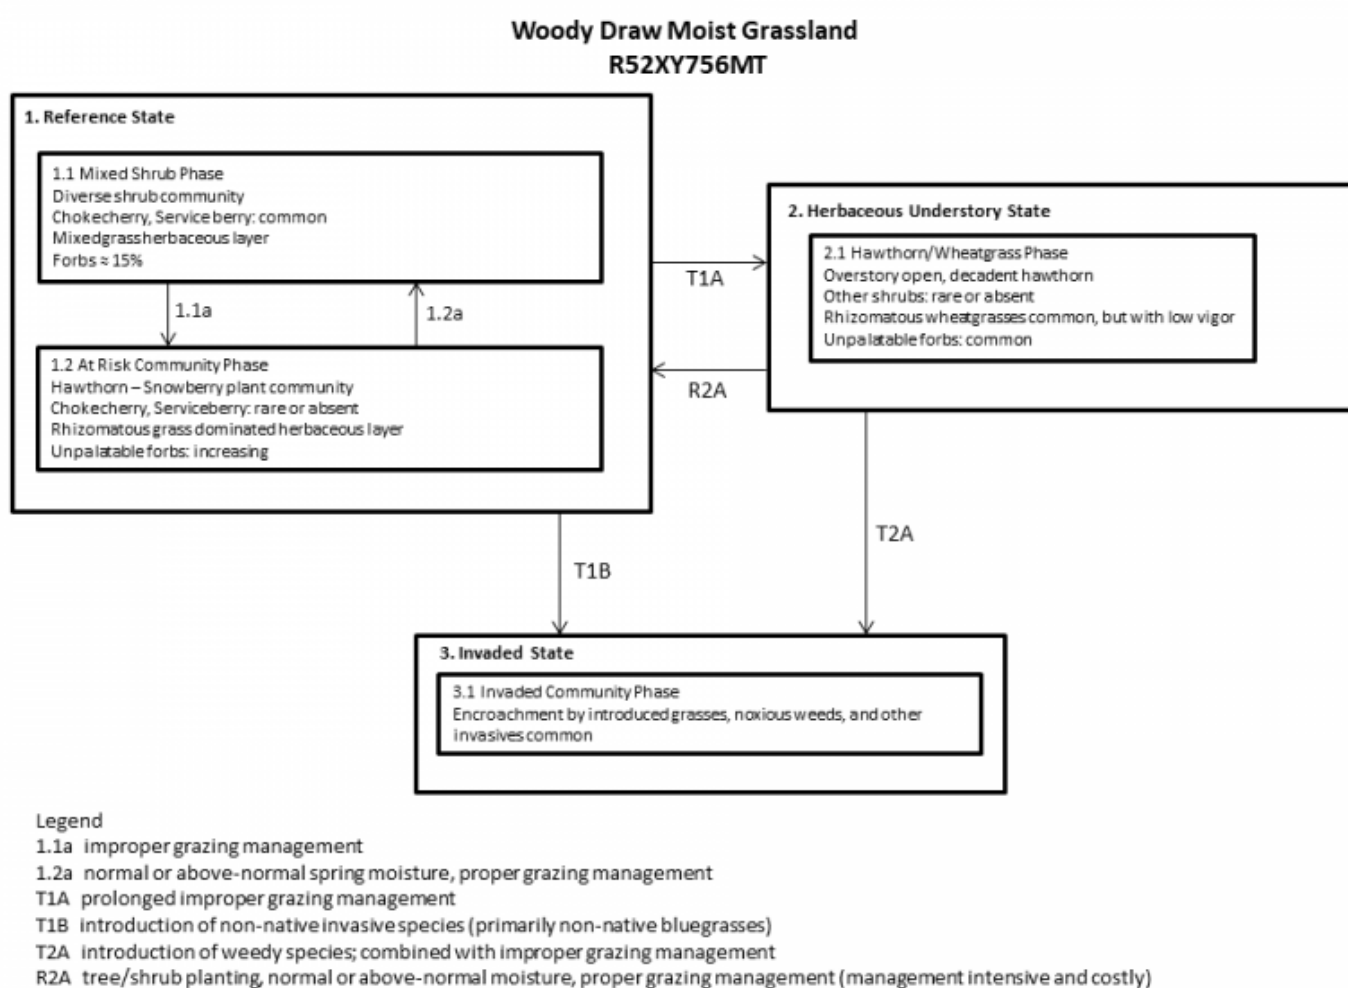 Woody Draw Moist Grassland
R52XY756MT
1. Reference State
1.1 Mixed Shrub Phase
Diverse shrub community
Chokecherry, Service berry: common
Mixed grass herbaceous layer
Forbs ≈ 15%
1.1a
1.2a
1.2 At Risk Community Phase
Hawthorn – Snowberry plant community
Chokecherry, Serviceberry: rare or absent
Rhizomatous grass dominated herbaceous layer
Unpalatable forbs: increasing
T1A
R2A
2. Herbaceous Understory State
2.1 Hawthorn/Wheatgrass Phase
Overstory open, decadent hawthorn
Other shrubs: rare or absent
Rhizomatous wheatgrasses common, but with low vigor
Unpalatable forbs: common
T1B
T2A
3. Invaded State
3.1 Invaded Community Phase
Encroachment by introduced grasses, noxious weeds, and other
invasives common
Legend
1.1a improper grazing management
1.2a normal or above-normal spring moisture, proper grazing management
T1A prolonged improper grazing management
T1B introduction of non-native invasive species (primarily non-native bluegrasses)
T2A introduction of weedy species; combined with improper grazing management
R2A tree/shrub planting, normal or above-normal moisture, proper grazing management (management intensive and costly)